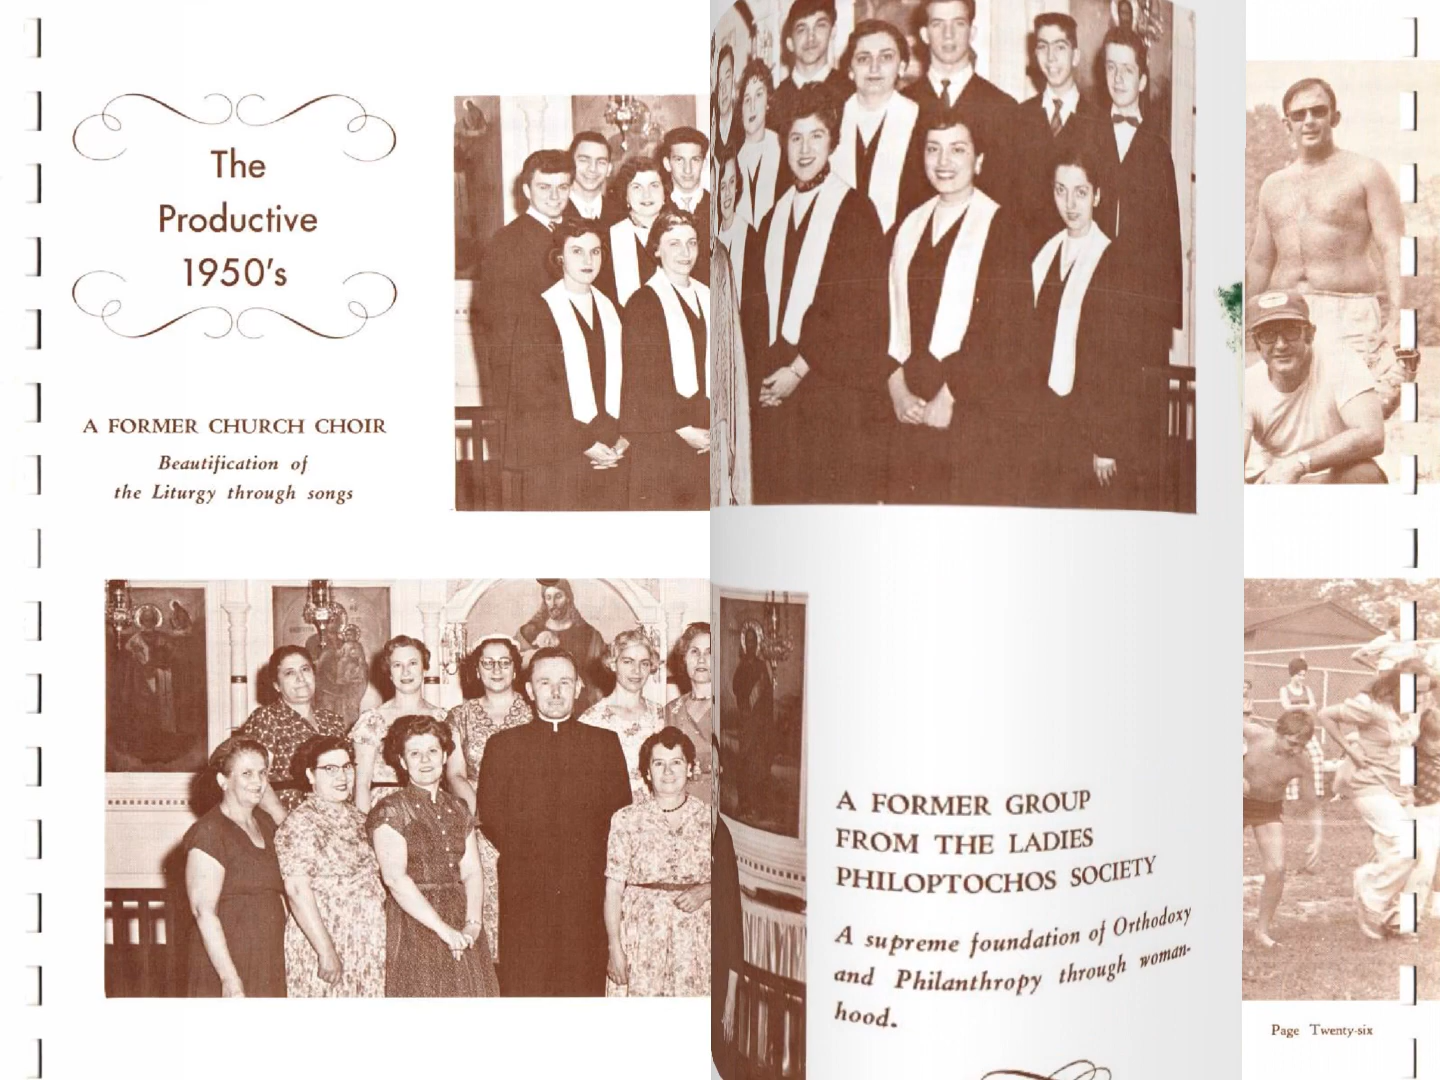 The
Productive
1950's
A FORMER CHURCH CHOIR
Beautification of
the Liturgy through songs
A FORMER GROUP
FROM THE LADIES
PHILOPTOCHOS SOCIETY
A supreme foundation of Orthodoxy
and Philanthropy through woman-
hood.
Page Twenty-six